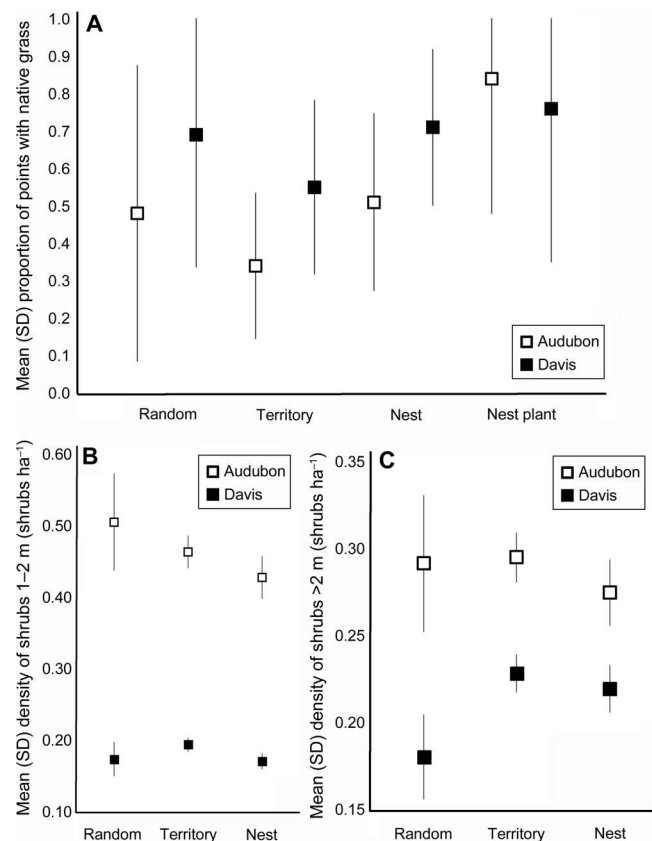 A
Mean (SD) proportion of points with native grass
1.0
0.9
0.8
0.7
0.6
0.5
0.4
0.3
0.2
0.1
0.0
Audubon
Davis
Random Territory Nest Nest plant
B
Mean (SD) density of shrubs 1–2 m (shrubs ha⁻¹)
0.60
0.50
0.40
0.30
0.20
0.10
Audubon
Davis
Random Territory Nest
C
Mean (SD) density of shrubs >2 m (shrubs ha⁻¹)
0.35
0.30
0.25
0.20
0.15
Audubon
Davis
Random Territory Nest